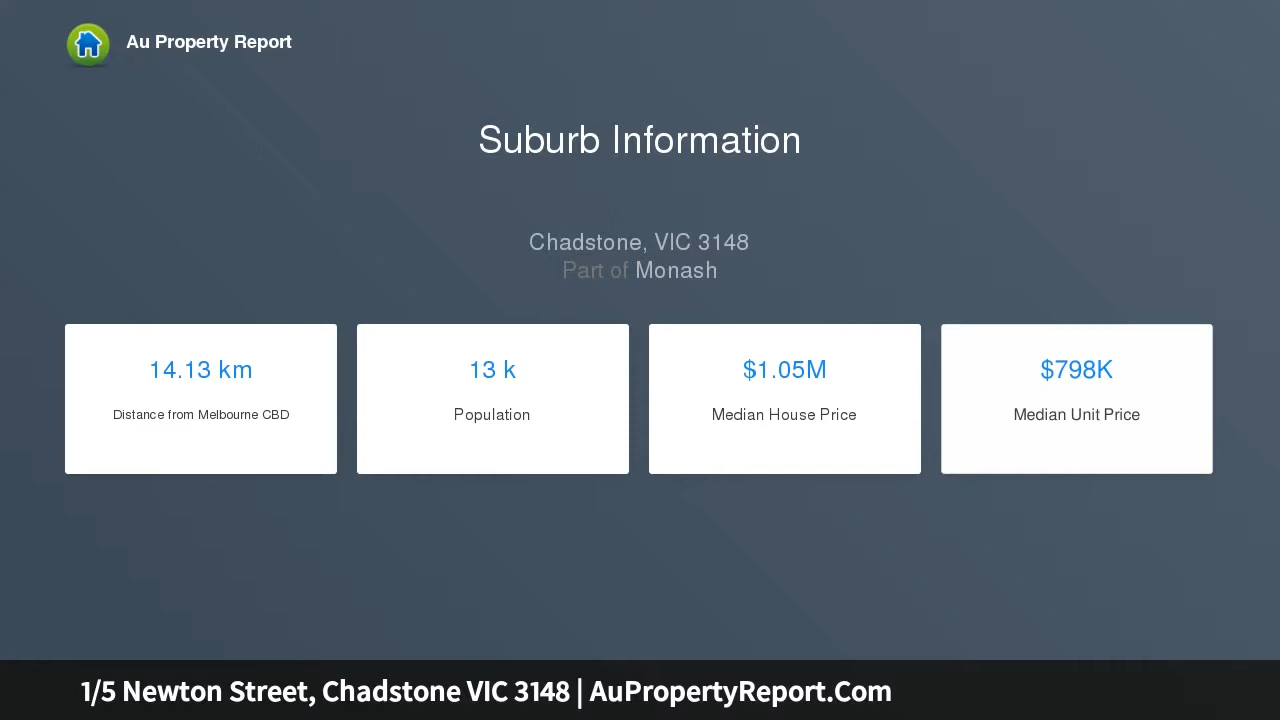 Au Property Report
Suburb Information
Chadstone, VIC 3148
Part of Monash
14.13 km
Distance from Melbourne CBD
13 k
Population
$1.05M
Median House Price
$798K
Median Unit Price
1/5 Newton Street, Chadstone VIC 3148 | AuPropertyReport.Com